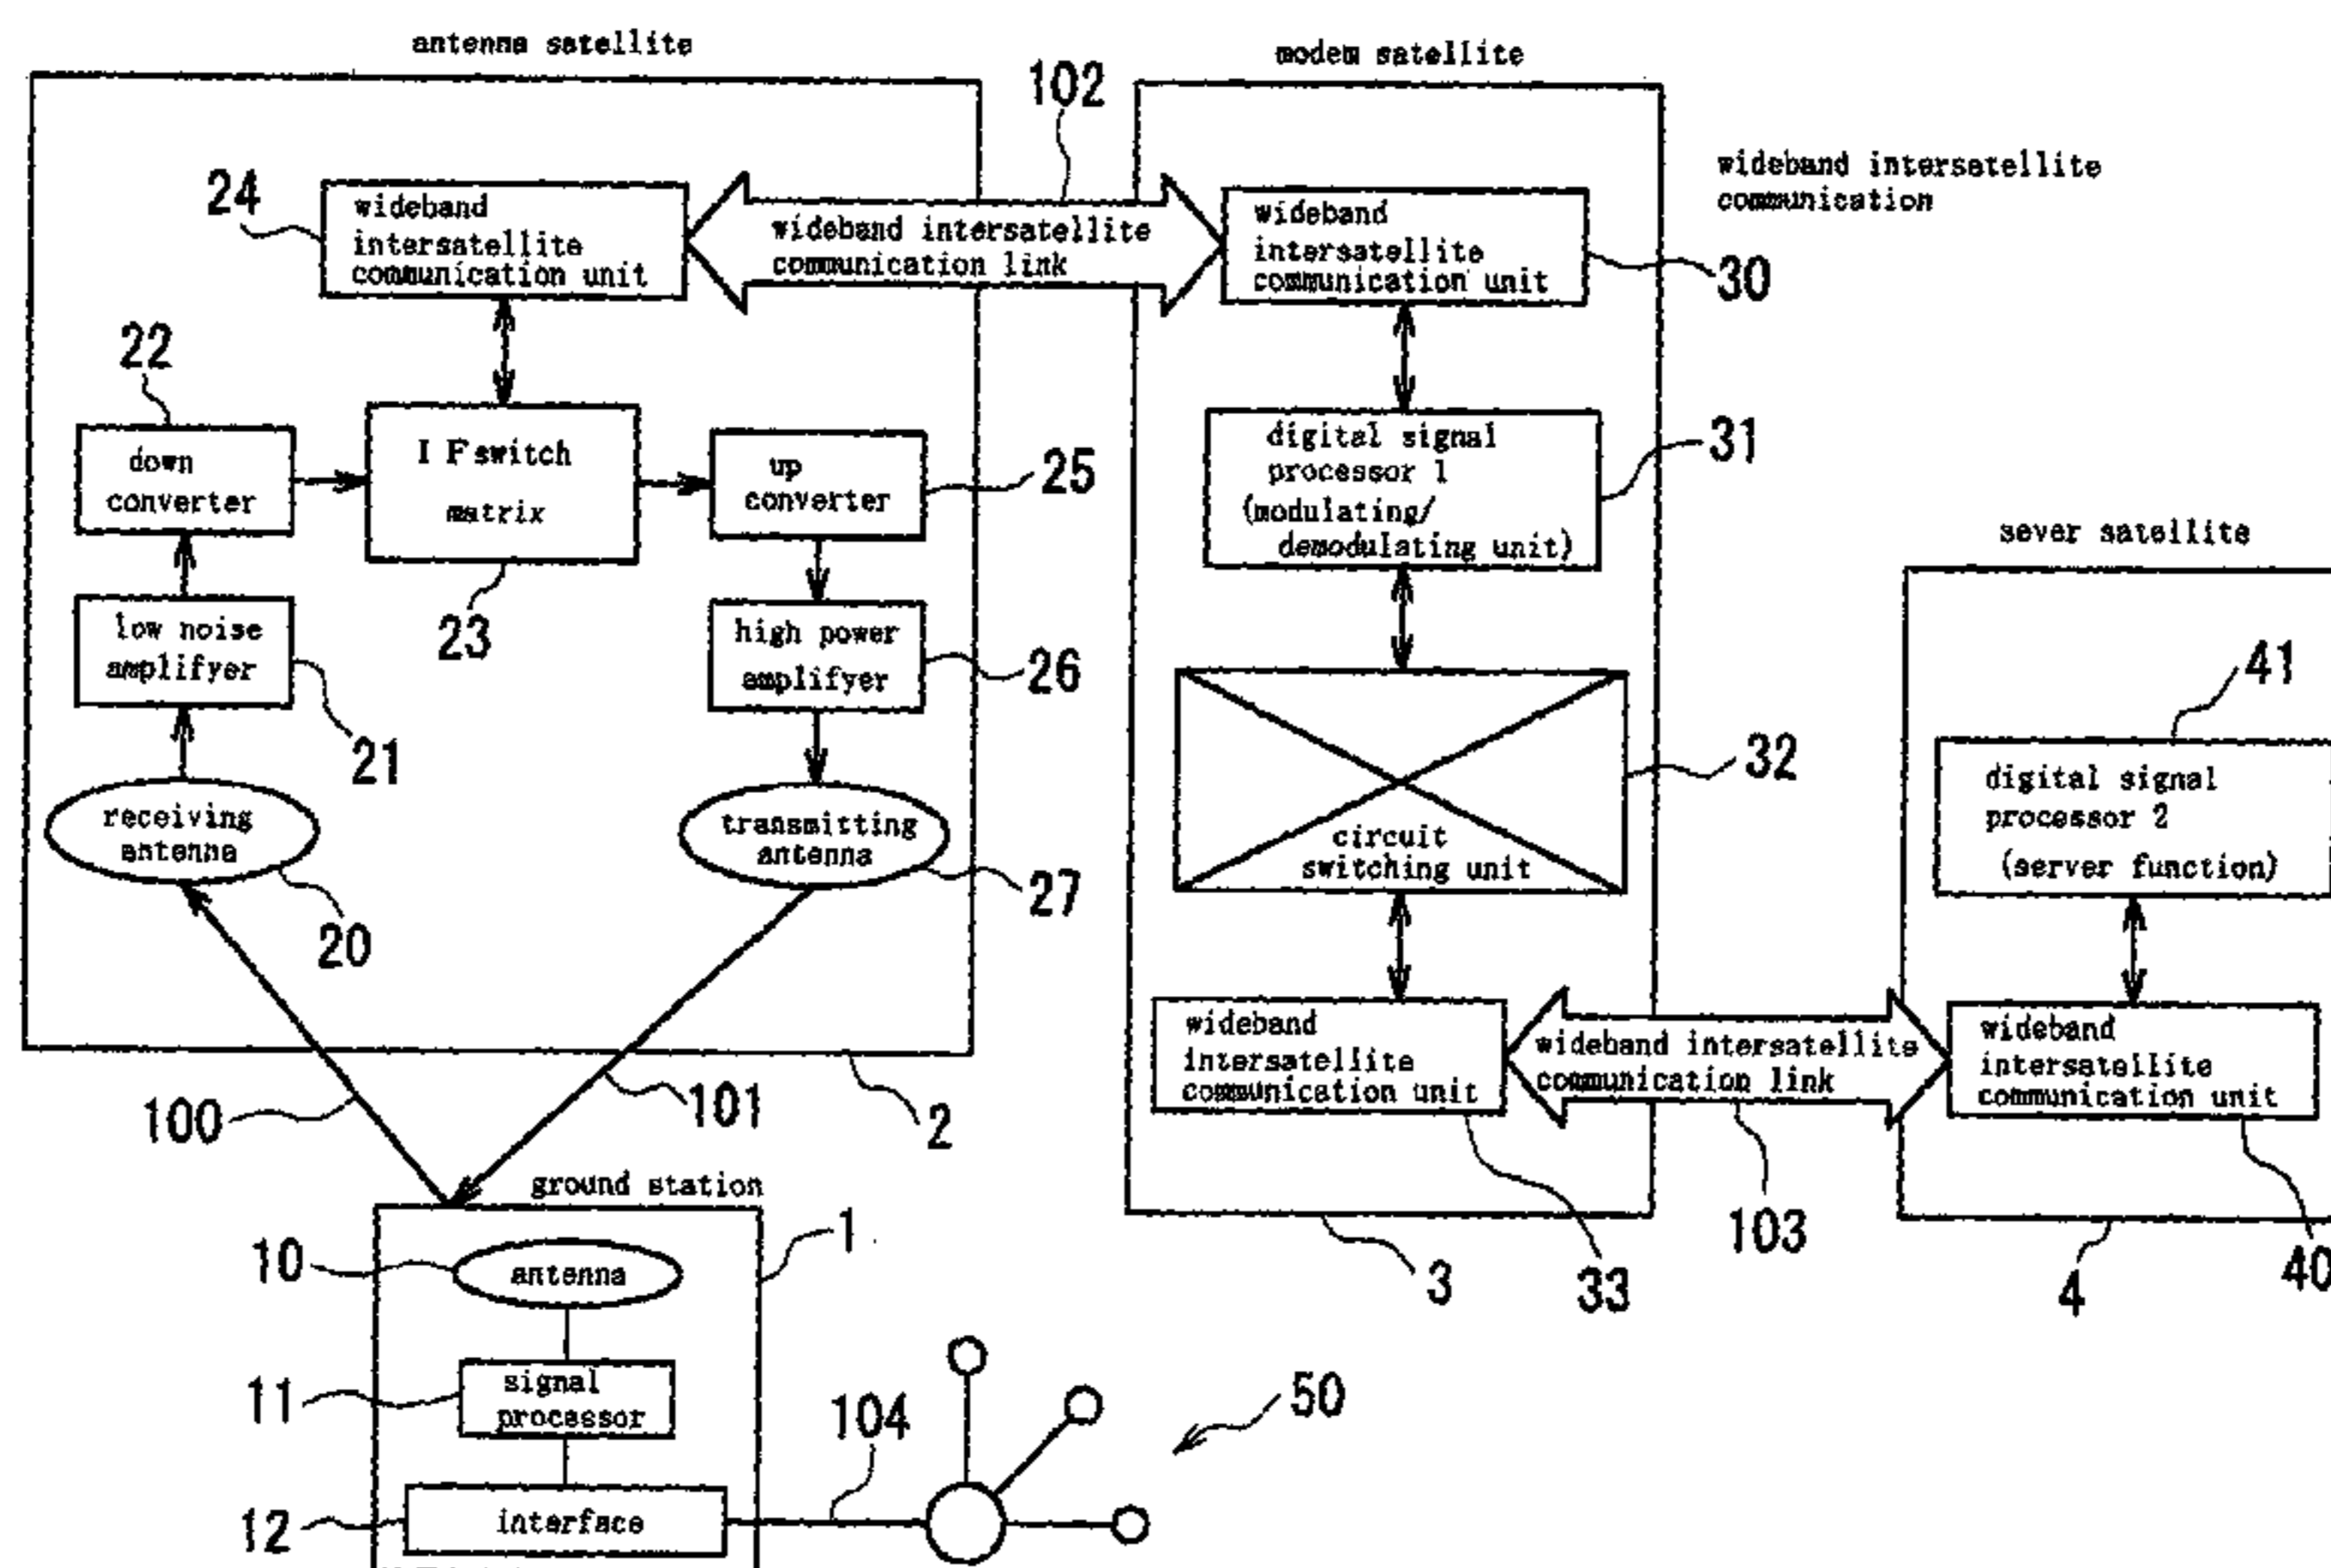 antenna satellite
modem satellite
102
wideband intersatellite
communication
24
wideband
intersatellite
communication unit
wideband intersatellite
communication link
wideband
intersatellite
communication unit
30
22
down
converter
I F switch
matrix
23
up
converter
25
digital signal
processor 1
(modulating/
demodulating unit)
31
sever satellite
low noise
amplifyer
21
high power
amplifyer
26
41
receiving
antenna
20
transmitting
antenna
27
circuit
switching unit
32
digital signal
processor 2
(server function)
wideband
intersatellite
communication unit
33
wideband intersatellite
communication link
103
wideband
intersatellite
communication unit
40
100
101
2
3
4
ground station
1
10
antenna
11
signal
processor
12
interface
104
50